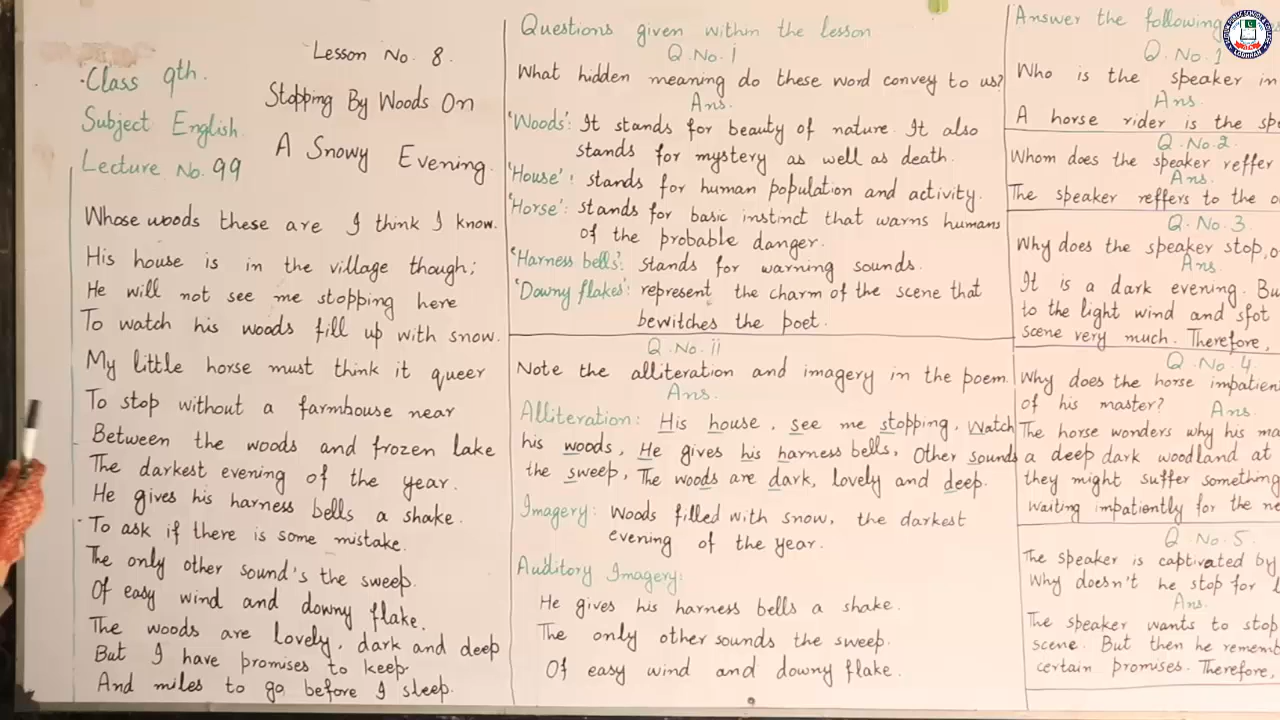 Class 9th.
Subject English.
Lecture No. 99
Lesson No. 8.
Stopping By Woods On
A Snowy Evening.
Whose woods these are I think I know.
His house is in the village though;
He will not see me stopping here
To watch his woods fill up with snow.
My little horse must think it queer
To stop without a farmhouse near
Between the woods and frozen lake
The darkest evening of the year.
He gives his harness bells a shake.
To ask if there is some mistake.
The only other sound's the sweep.
Of easy wind and downy flake.
The woods are lovely, dark and deep
But I have promises to keep.
And miles to go before I sleep.
Questions given within the lesson
Q.No.i
What hidden meaning do these word convey to us?
Ans.
'Woods': It stands for beauty of nature. It also
stands for mystery as well as death.
'House': stands for human population and activity.
'Horse': stands for basic instinct that warns humans
of the probable danger.
'Harness bells': stands for warning sounds.
'Downy flakes': represent the charm of the scene that
bewitches the poet.
Q.No.ii
Note the alliteration and imagery in the poem.
Ans.
Alliteration: His house, see me stopping, Watch
his woods, He gives his harness bells, Other sounds
the sweep, The woods are dark, lovely and deep.
Imagery: Woods filled with snow, the darkest
evening of the year.
Auditory Imagery:
He gives his harness bells a shake.
The only other sounds the sweep.
Of easy wind and downy flake.
Answer the following
Q.No.1
Who is the speaker in
Ans.
A horse rider is the spe
Q.No.2
Whom does the speaker reffer
Ans.
The speaker reffers to the o
Q.No.3
Why does the speaker stop, o
Ans.
It is a dark evening. Bu
to the light wind and sfot
scene very much. Therefore,
Q.No.4
Why does the horse impatien
of his master? Ans.
The horse wonders why his ma
a deep dark woodland at
they might suffer something
waiting impatiently for the ne
Q.No.5
The speaker is captivated by
Why doesn't he stop for l
Ans.
The speaker wants to stop
scene. But then he rememb
certain promises. Therefore,